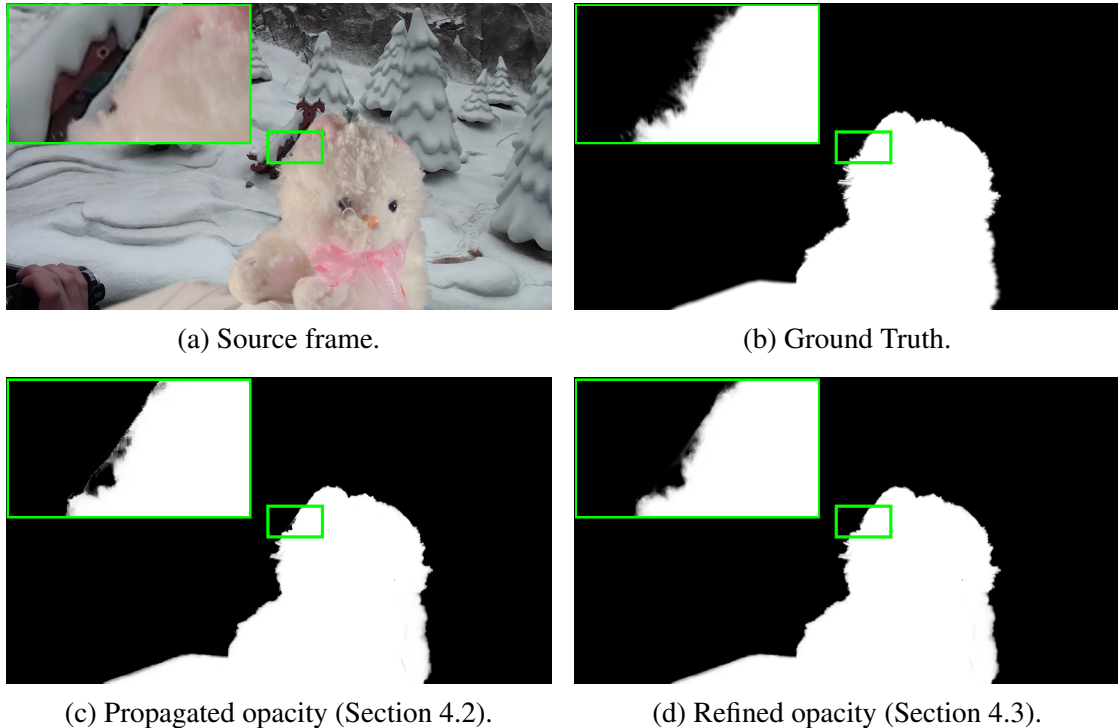 (a) Source frame.
(b) Ground Truth.
(c) Propagated opacity (Section 4.2).
(d) Refined opacity (Section 4.3).